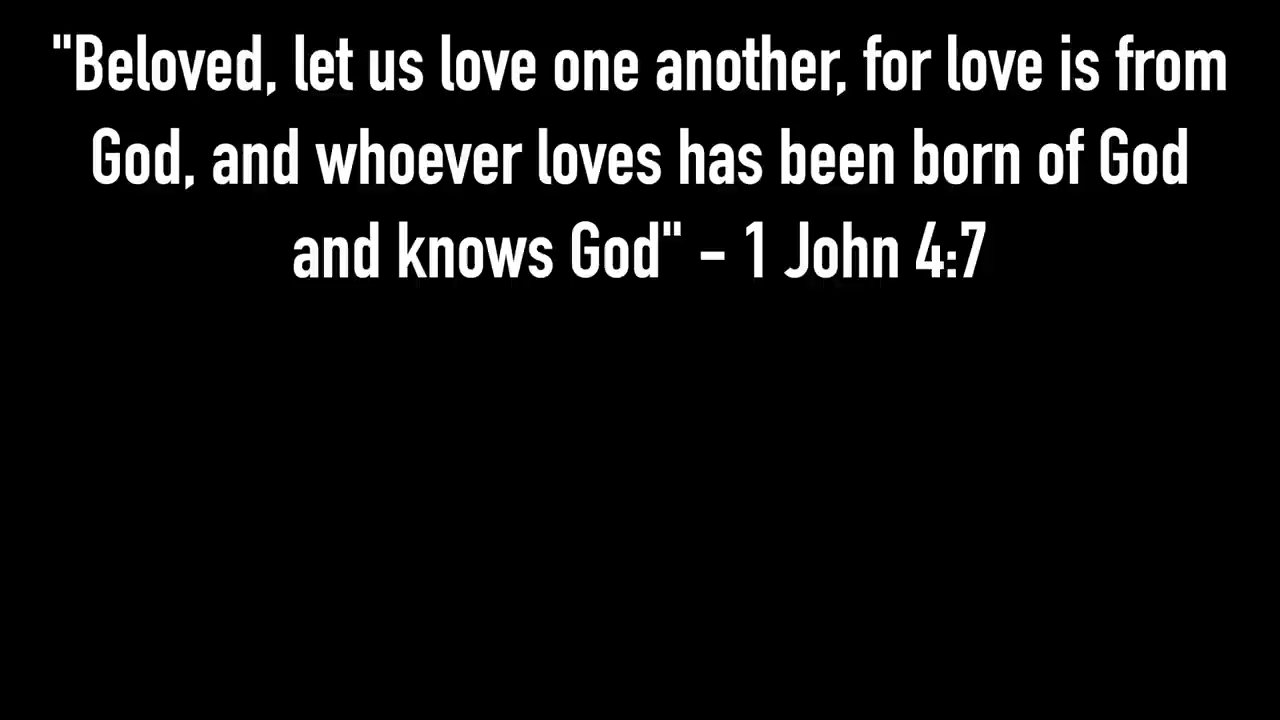 "Beloved, let us love one another, for love is from
God, and whoever loves has been born of God
and knows God" - 1 John 4:7